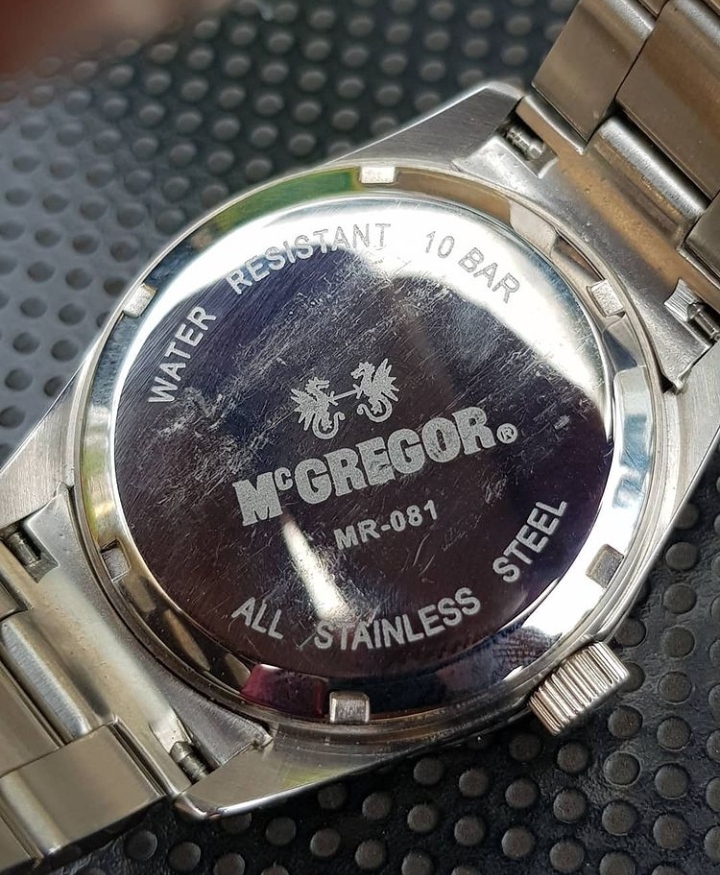 WATER RESISTANT 10 BAR
McGREGOR®
MR-081
ALL STAINLESS STEEL